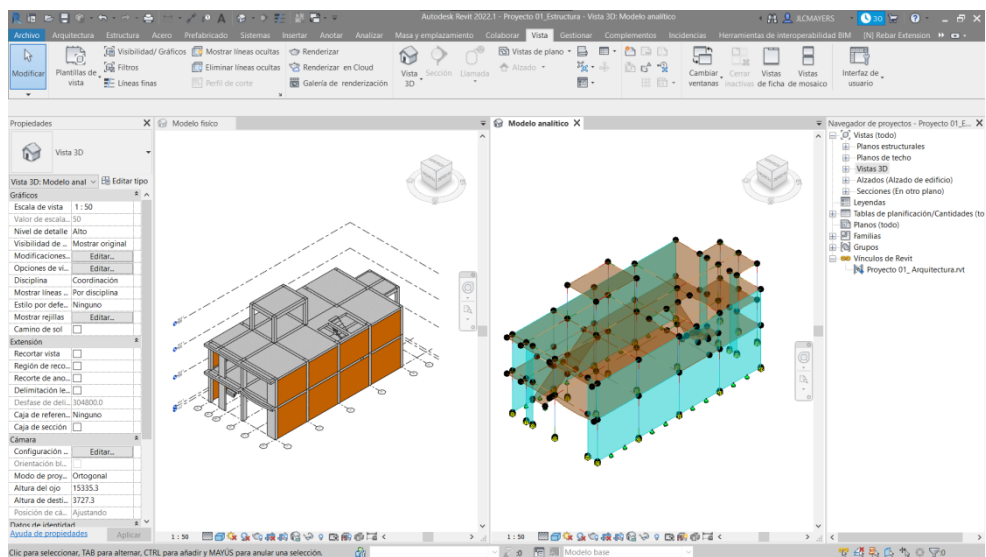 Autodesk Revit 2022.1 - Proyecto 01_Estructura - Vista 3D: Modelo analítico
JLCMAYERS
30
Archivo Arquitectura Estructura Acero Prefabricado Sistemas Insertar Anotar Analizar Masa y emplazamiento Colaborar Vista Gestionar Complementos Incidencias Herramientas de interoperabilidad BIM [N] Rebar Extension
Modificar
Plantillas de vista
Visibilidad/ Gráficos
Filtros
Líneas finas
Mostrar líneas ocultas
Eliminar líneas ocultas
Perfil de corte
Renderizar
Renderizar en Cloud
Galería de renderización
Vista 3D
Sección
Llamada
Vistas de plano
Alzado
Cambiar ventanas
Cerrar inactivas
Vistas de ficha
Vistas de mosaico
Interfaz de usuario
Propiedades X
Vista 3D
Vista 3D: Modelo anal
Editar tipo
Gráficos
Escala de vista 1 : 50
Valor de escala... 50
Nivel de detalle Alto
Visibilidad de ... Mostrar original
Modificaciones... Editar...
Opciones de vi... Editar...
Disciplina Coordinación
Mostrar líneas ... Por disciplina
Estilo por defe... Ninguno
Mostrar rejillas Editar...
Camino de sol
Extensión
Recortar vista
Región de reco...
Recorte de ano...
Delimitación le...
Desfase de deli... 304800.0
Caja de referen... Ninguno
Caja de sección
Cámara
Configuración ... Editar...
Orientación bl...
Modo de proy... Ortogonal
Altura del ojo 15335.3
Altura de desti... 3727.3
Posición de cá... Ajustando
Datos de identidad
Ayuda de propiedades
Aplicar
Modelo físico
1 : 50
Modelo analítico X
1 : 50
Navegador de proyectos - Proyecto 01_E... X
Vistas (todo)
Planos estructurales
Planos de techo
Vistas 3D
Alzados (Alzado de edificio)
Secciones (En otro plano)
Leyendas
Tablas de planificación/Cantidades (to
Planos (todo)
Familias
Grupos
Vínculos de Revit
Proyecto 01_ Arquitectura.rvt
Clic para seleccionar, TAB para alternar, CTRL para añadir y MAYÚS para anular una selección.
:0
Modelo base
:0